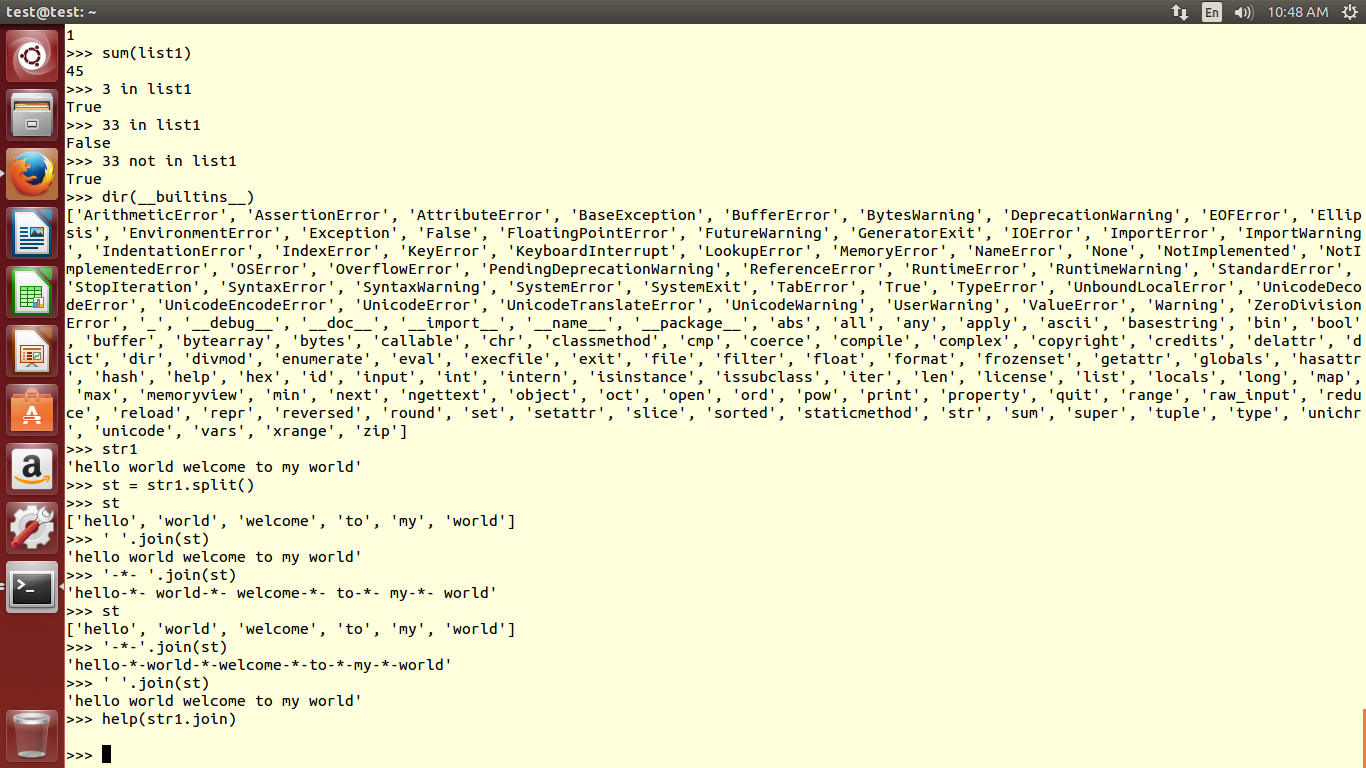 test@test: ~
En
10:48 AM
1
>>> sum(list1)
45
>>> 3 in list1
True
>>> 33 in list1
False
>>> 33 not in list1
True
>>> dir(__builtins__)
['ArithmeticError', 'AssertionError', 'AttributeError', 'BaseException', 'BufferError', 'BytesWarning', 'DeprecationWarning', 'EOFError', 'Ellip
sis', 'EnvironmentError', 'Exception', 'False', 'FloatingPointError', 'FutureWarning', 'GeneratorExit', 'IOError', 'ImportError', 'ImportWarning
', 'IndentationError', 'IndexError', 'KeyError', 'KeyboardInterrupt', 'LookupError', 'MemoryError', 'NameError', 'None', 'NotImplemented', 'NotI
mplementedError', 'OSError', 'OverflowError', 'PendingDeprecationWarning', 'ReferenceError', 'RuntimeError', 'RuntimeWarning', 'StandardError', 
'StopIteration', 'SyntaxError', 'SyntaxWarning', 'SystemError', 'SystemExit', 'TabError', 'True', 'TypeError', 'UnboundLocalError', 'UnicodeDeco
deError', 'UnicodeEncodeError', 'UnicodeError', 'UnicodeTranslateError', 'UnicodeWarning', 'UserWarning', 'ValueError', 'Warning', 'ZeroDivision
Error', '_', '__debug__', '__doc__', '__import__', '__name__', '__package__', 'abs', 'all', 'any', 'apply', 'ascii', 'basestring', 'bin', 'bool'
, 'buffer', 'bytearray', 'bytes', 'callable', 'chr', 'classmethod', 'cmp', 'coerce', 'compile', 'complex', 'copyright', 'credits', 'delattr', 'd
ict', 'dir', 'divmod', 'enumerate', 'eval', 'execfile', 'exit', 'file', 'filter', 'float', 'format', 'frozenset', 'getattr', 'globals', 'hasattr
', 'hash', 'help', 'hex', 'id', 'input', 'int', 'intern', 'isinstance', 'issubclass', 'iter', 'len', 'license', 'list', 'locals', 'long', 'map',
 'max', 'memoryview', 'min', 'next', 'ngettext', 'object', 'oct', 'open', 'ord', 'pow', 'print', 'property', 'quit', 'range', 'raw_input', 'redu
ce', 'reload', 'repr', 'reversed', 'round', 'set', 'setattr', 'slice', 'sorted', 'staticmethod', 'str', 'sum', 'super', 'tuple', 'type', 'unichr
', 'unicode', 'vars', 'xrange', 'zip']
>>> str1
'hello world welcome to my world'
>>> st = str1.split()
>>> st
['hello', 'world', 'welcome', 'to', 'my', 'world']
>>> ' '.join(st)
'hello world welcome to my world'
>>> '-*- '.join(st)
'hello-*- world-*- welcome-*- to-*- my-*- world'
>>> st
['hello', 'world', 'welcome', 'to', 'my', 'world']
>>> '-*-'.join(st)
'hello-*-world-*-welcome-*-to-*-my-*-world'
>>> ' '.join(st)
'hello world welcome to my world'
>>> help(str1.join)
>>>